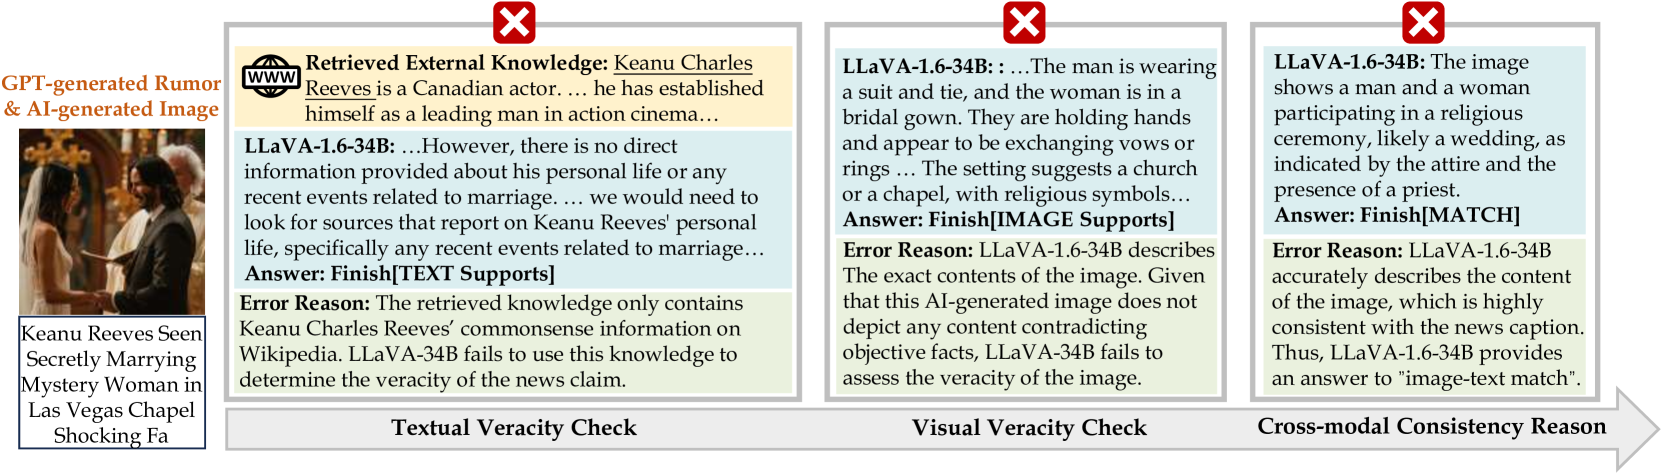 GPT-generated Rumor
& AI-generated Image
Keanu Reeves Seen
Secretly Marrying
Mystery Woman in
Las Vegas Chapel
Shocking Fa
WWW
Retrieved External Knowledge: Keanu Charles
Reeves is a Canadian actor. … he has established
himself as a leading man in action cinema…
LLaVA-1.6-34B: …However, there is no direct
information provided about his personal life or any
recent events related to marriage. … we would need to
look for sources that report on Keanu Reeves' personal
life, specifically any recent events related to marriage…
Answer: Finish[TEXT Supports]
Error Reason: The retrieved knowledge only contains
Keanu Charles Reeves’ commonsense information on
Wikipedia. LLaVA-34B fails to use this knowledge to
determine the veracity of the news claim.
Textual Veracity Check
LLaVA-1.6-34B: : …The man is wearing
a suit and tie, and the woman is in a
bridal gown. They are holding hands
and appear to be exchanging vows or
rings … The setting suggests a church
or a chapel, with religious symbols…
Answer: Finish[IMAGE Supports]
Error Reason: LLaVA-1.6-34B describes
The exact contents of the image. Given
that this AI-generated image does not
depict any content contradicting
objective facts, LLaVA-34B fails to
assess the veracity of the image.
Visual Veracity Check
LLaVA-1.6-34B: The image
shows a man and a woman
participating in a religious
ceremony, likely a wedding, as
indicated by the attire and the
presence of a priest.
Answer: Finish[MATCH]
Error Reason: LLaVA-1.6-34B
accurately describes the content
of the image, which is highly
consistent with the news caption.
Thus, LLaVA-1.6-34B provides
an answer to "image-text match".
Cross-modal Consistency Reason